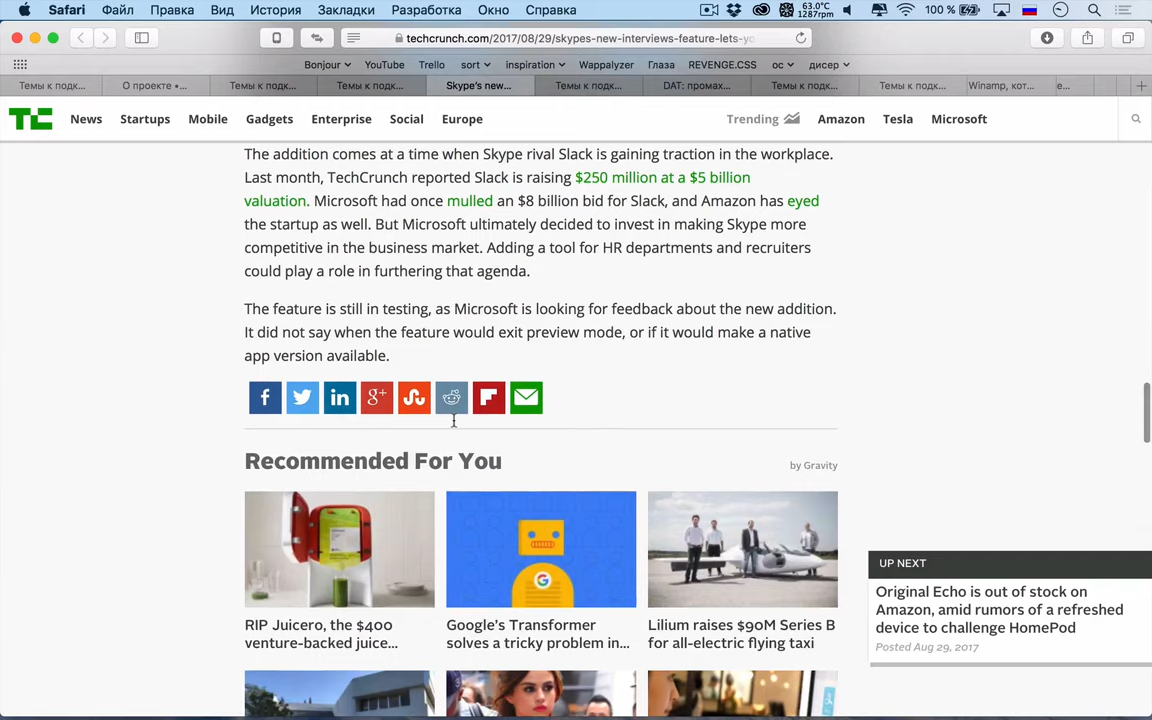 Safari Файл Правка Вид История Закладки Разработка Окно Справка 63.0°C 1287rpm 100 %
techcrunch.com/2017/08/29/skypes-new-interviews-feature-lets-yo
Bonjour YouTube Trello sort inspiration Wappalyzer Глаза REVENGE.CSS ос дисер
Темы к подк... О проекте •... Темы к подк... Темы к подк... Skype's new... Темы к подк... DAT: промах... Темы к подк... Темы к подк... Winamp, кот... е...
TC News Startups Mobile Gadgets Enterprise Social Europe Trending Amazon Tesla Microsoft
The addition comes at a time when Skype rival Slack is gaining traction in the workplace.
Last month, TechCrunch reported Slack is raising $250 million at a $5 billion
valuation. Microsoft had once mulled an $8 billion bid for Slack, and Amazon has eyed
the startup as well. But Microsoft ultimately decided to invest in making Skype more
competitive in the business market. Adding a tool for HR departments and recruiters
could play a role in furthering that agenda.
The feature is still in testing, as Microsoft is looking for feedback about the new addition.
It did not say when the feature would exit preview mode, or if it would make a native
app version available.
f in g+
Recommended For You
by Gravity
RIP Juicero, the $400
venture-backed juice...
Google's Transformer
solves a tricky problem in...
Lilium raises $90M Series B
for all-electric flying taxi
UP NEXT
Original Echo is out of stock on
Amazon, amid rumors of a refreshed
device to challenge HomePod
Posted Aug 29, 2017